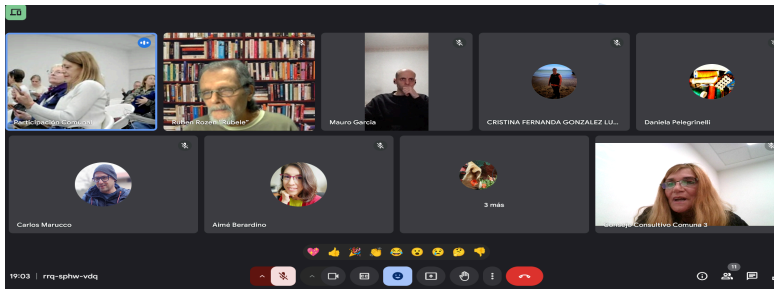 Participación Comunal
Ruben Rozen "Rubele"
Mauro Garcia
CRISTINA FERNANDA GONZALEZ LU...
Daniela Pelegrinelli
Carlos Marucco
Aimé Berardino
3 más
Consejo Consultivo Comuna 3
11
19:03 | rrq-sphw-vdq